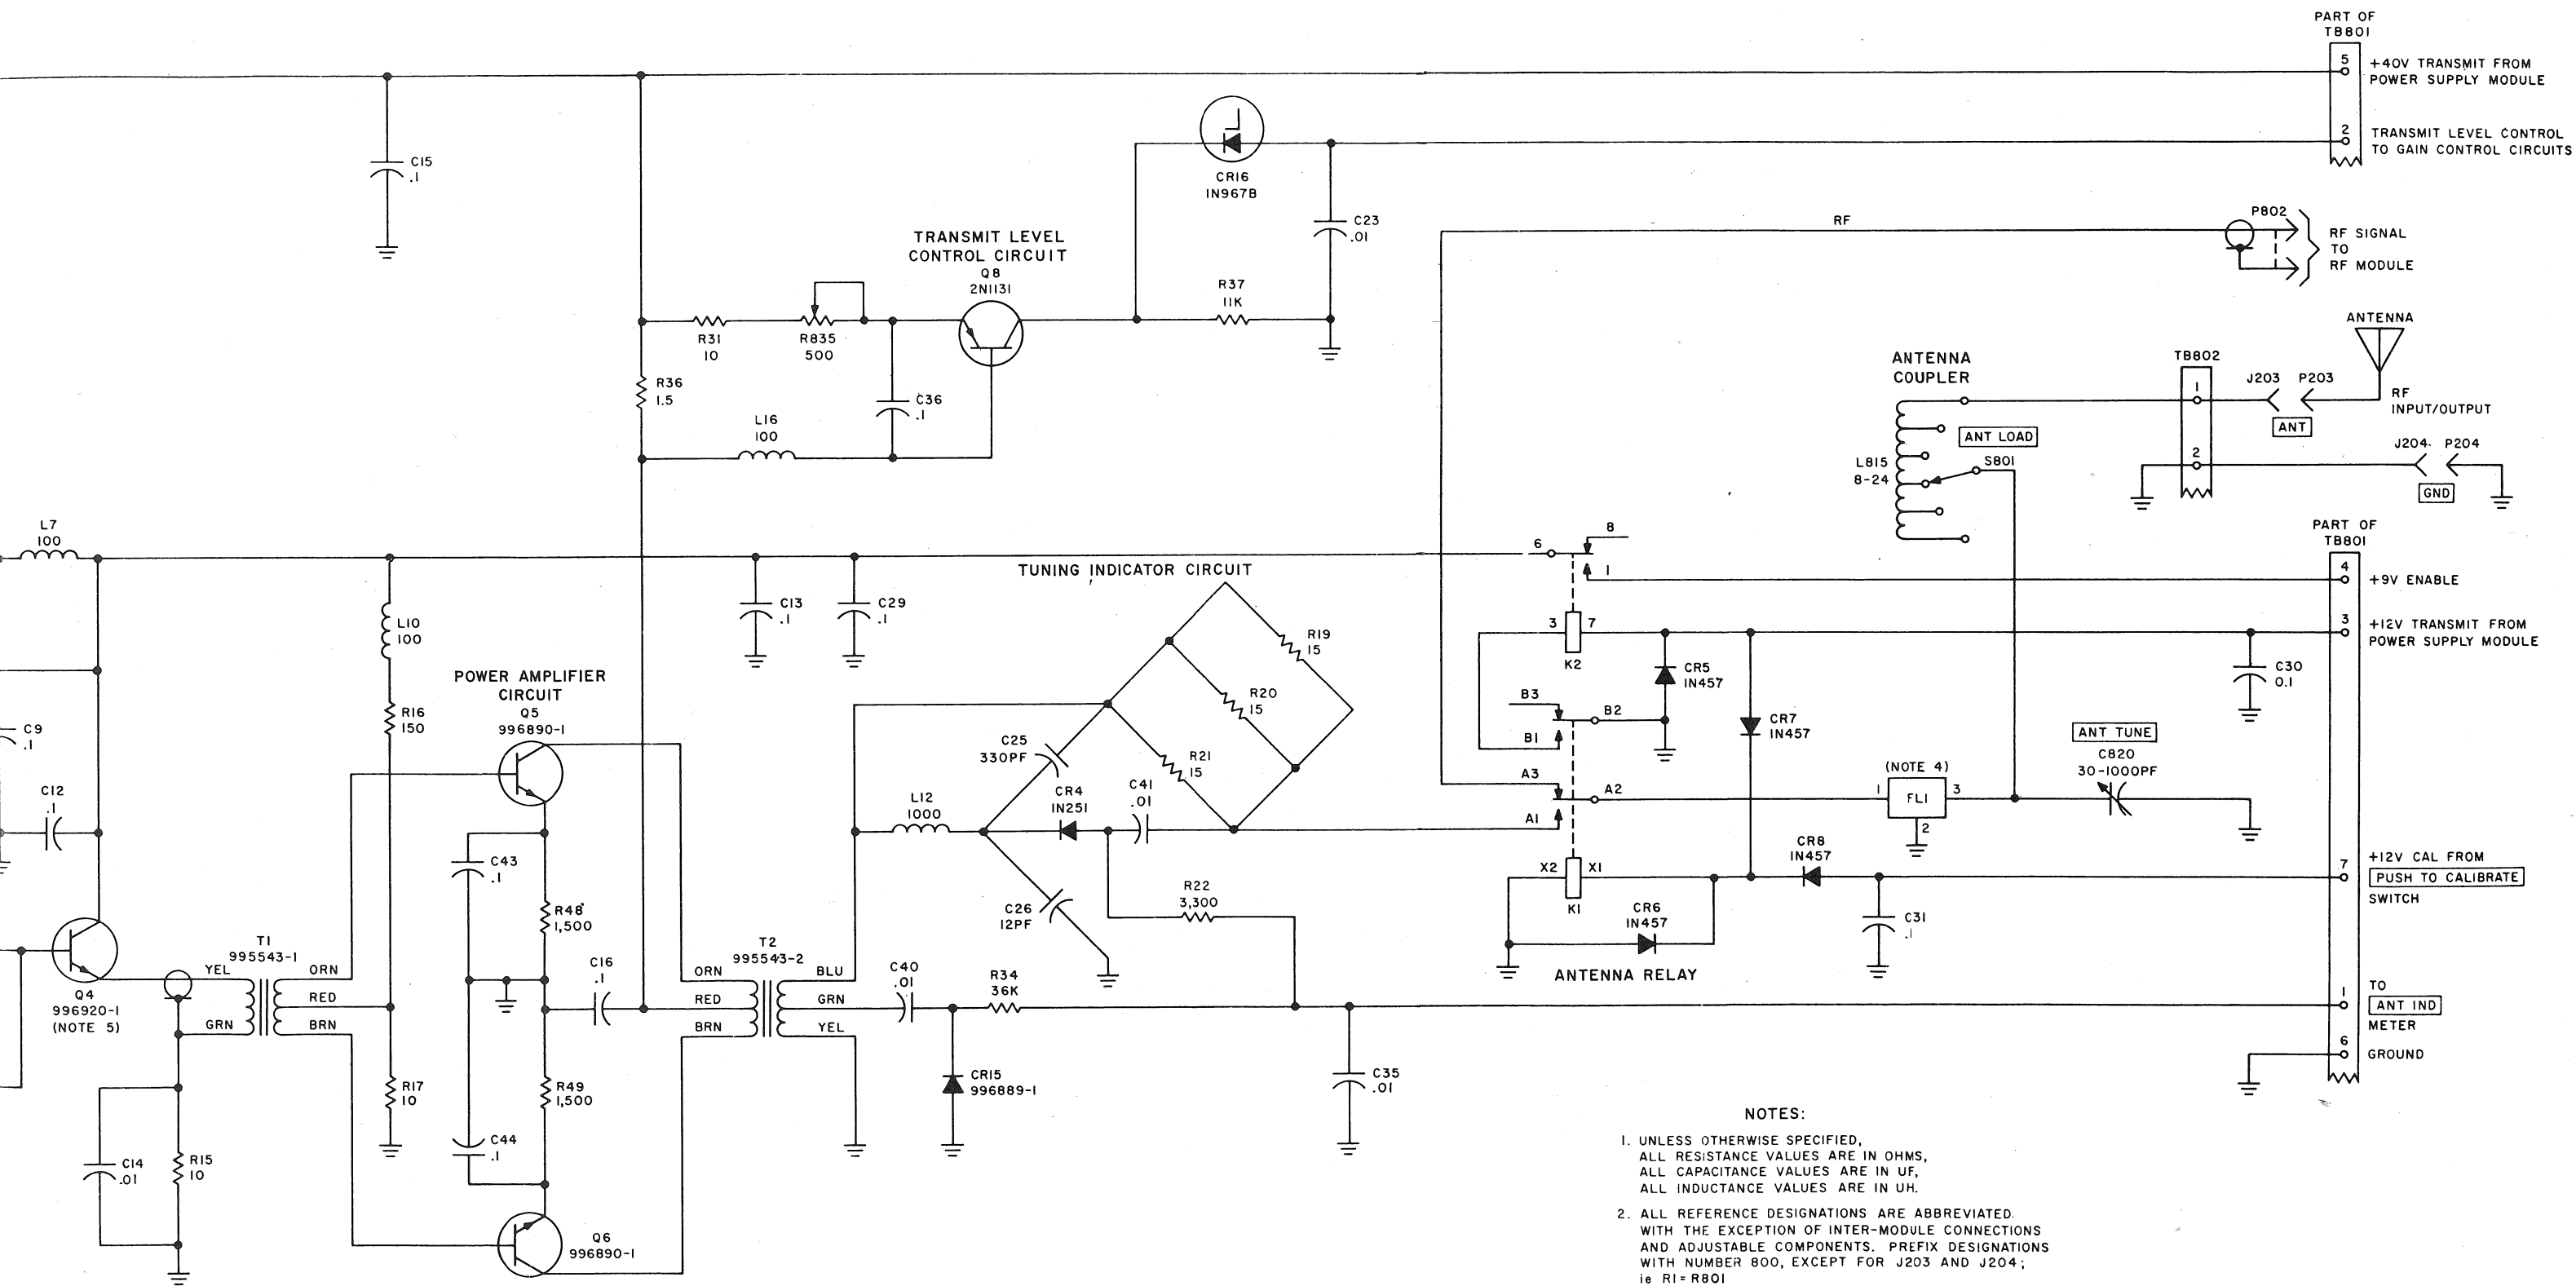 PART OF
TB801
5
+40V TRANSMIT FROM
POWER SUPPLY MODULE
2
TRANSMIT LEVEL CONTROL
TO GAIN CONTROL CIRCUITS
C15
.1
CR16
1N967B
C23
.01
RF
P802
RF SIGNAL
TO
RF MODULE
TRANSMIT LEVEL
CONTROL CIRCUIT
Q8
2N1131
R37
11K
R31
10
R835
500
R36
1.5
C36
.1
L16
100
ANTENNA
ANTENNA
COUPLER
TB802
1
J203
P203
RF
INPUT/OUTPUT
ANT
ANT LOAD
L815
8-24
S801
2
J204
P204
GND
L7
100
6
8
1
PART OF
TB801
4
+9V ENABLE
TUNING INDICATOR CIRCUIT
C13
.1
C29
.1
L10
100
R19
15
3
7
K2
3
+12V TRANSMIT FROM
POWER SUPPLY MODULE
CR5
1N457
C30
0.1
POWER AMPLIFIER
CIRCUIT
Q5
996890-1
R16
150
R20
15
B3
B2
B1
CR7
1N457
C9
.1
C25
330PF
R21
15
ANT TUNE
C820
30-1000PF
A3
A2
A1
(NOTE 4)
1
FL1
3
2
C12
.1
L12
1000
CR4
1N251
C41
.01
C43
.1
CR8
1N457
7
+12V CAL FROM
PUSH TO CALIBRATE
SWITCH
X2
X1
K1
R22
3,300
C26
12PF
R48
1,500
CR6
1N457
C31
.1
ANTENNA RELAY
T1
995543-1
YEL
ORN
RED
GRN
BRN
Q4
996920-1
(NOTE 5)
C16
.1
T2
995543-2
ORN
BLU
RED
GRN
BRN
YEL
C40
.01
R34
36K
1
TO
ANT IND
METER
6
GROUND
R17
10
R49
1,500
CR15
996889-1
C35
.01
C14
.01
R15
10
C44
.1
Q6
996890-1
NOTES:
1. UNLESS OTHERWISE SPECIFIED,
ALL RESISTANCE VALUES ARE IN OHMS,
ALL CAPACITANCE VALUES ARE IN UF,
ALL INDUCTANCE VALUES ARE IN UH.
2. ALL REFERENCE DESIGNATIONS ARE ABBREVIATED.
WITH THE EXCEPTION OF INTER-MODULE CONNECTIONS
AND ADJUSTABLE COMPONENTS. PREFIX DESIGNATIONS
WITH NUMBER 800, EXCEPT FOR J203 AND J204;
ie R1=R801